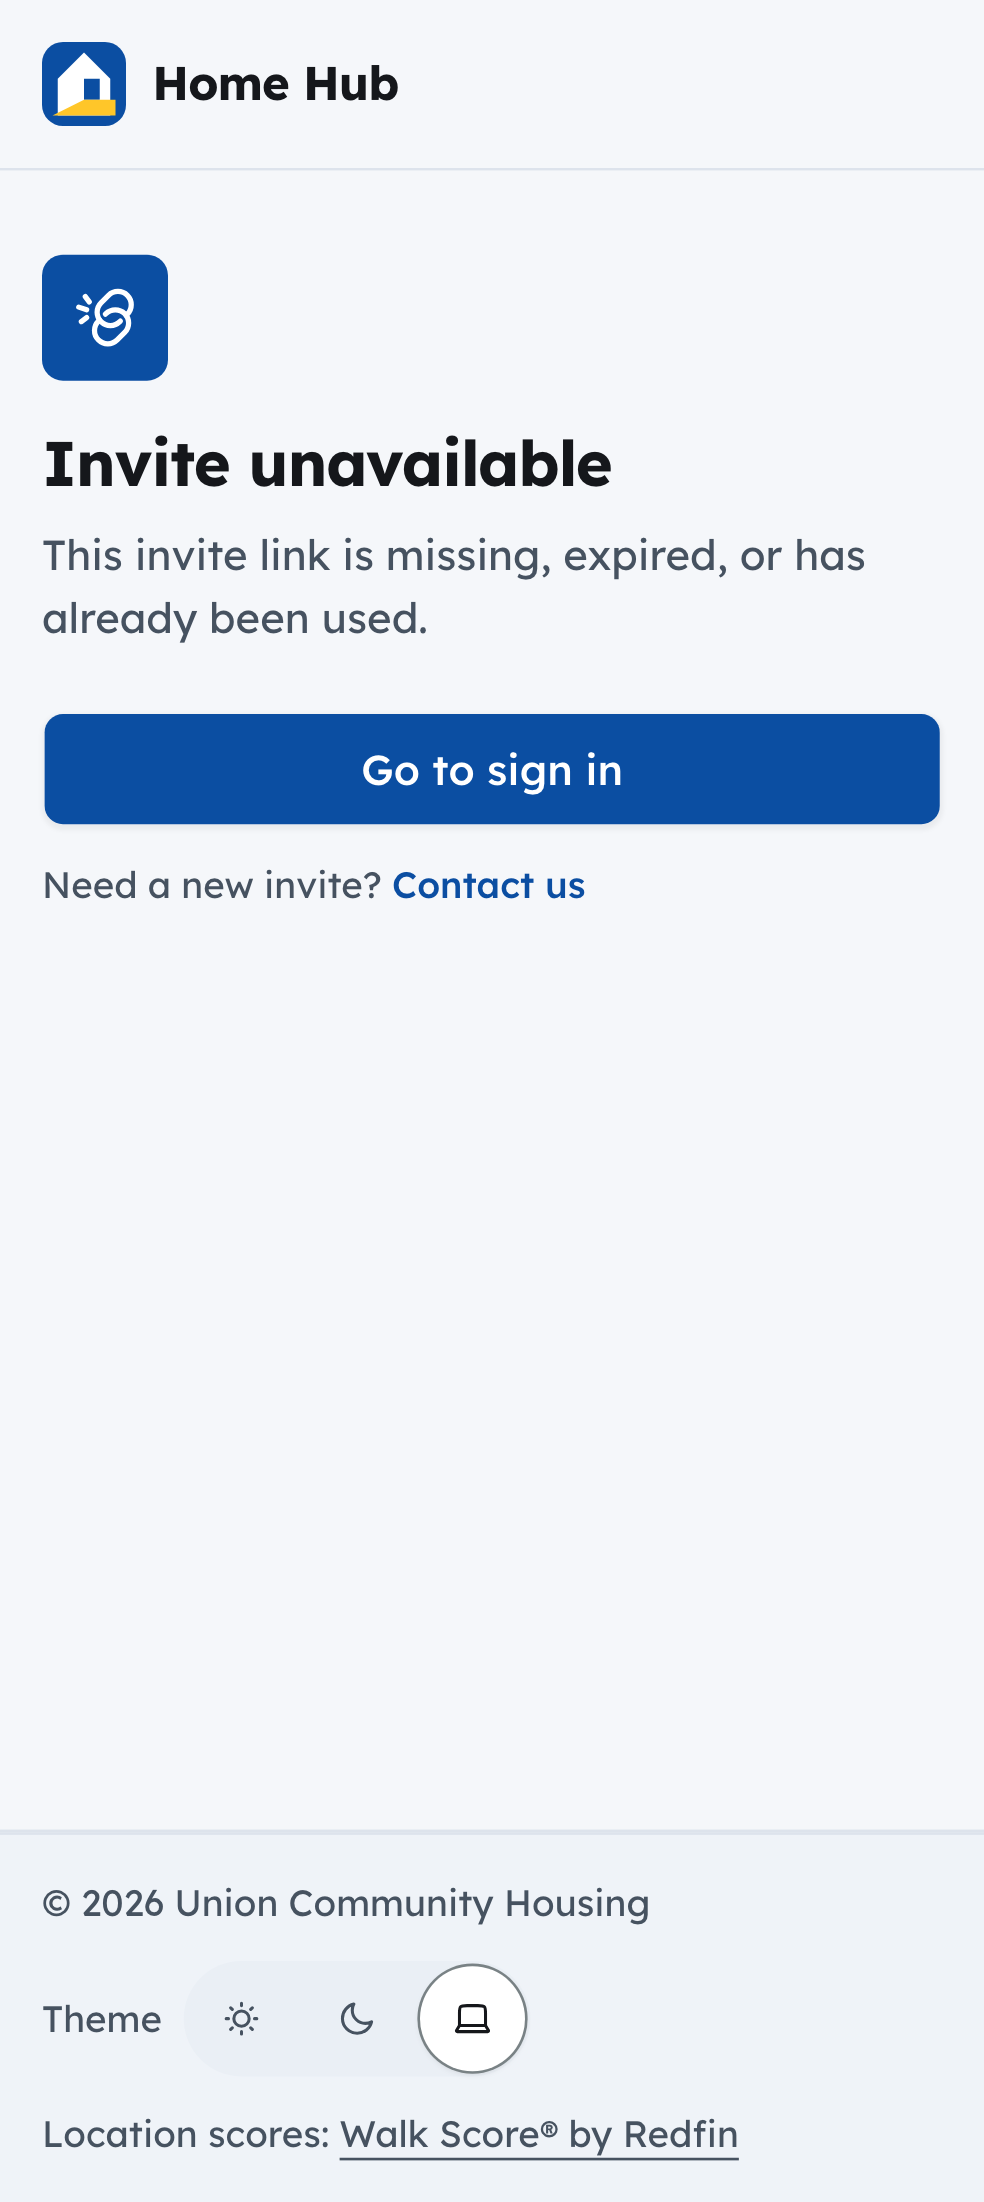 Home Hub
Invite unavailable
This invite link is missing, expired, or has
already been used.
Go to sign in
Need a new invite? Contact us
© 2026 Union Community Housing
Theme
Location scores: Walk Score® by Redfin